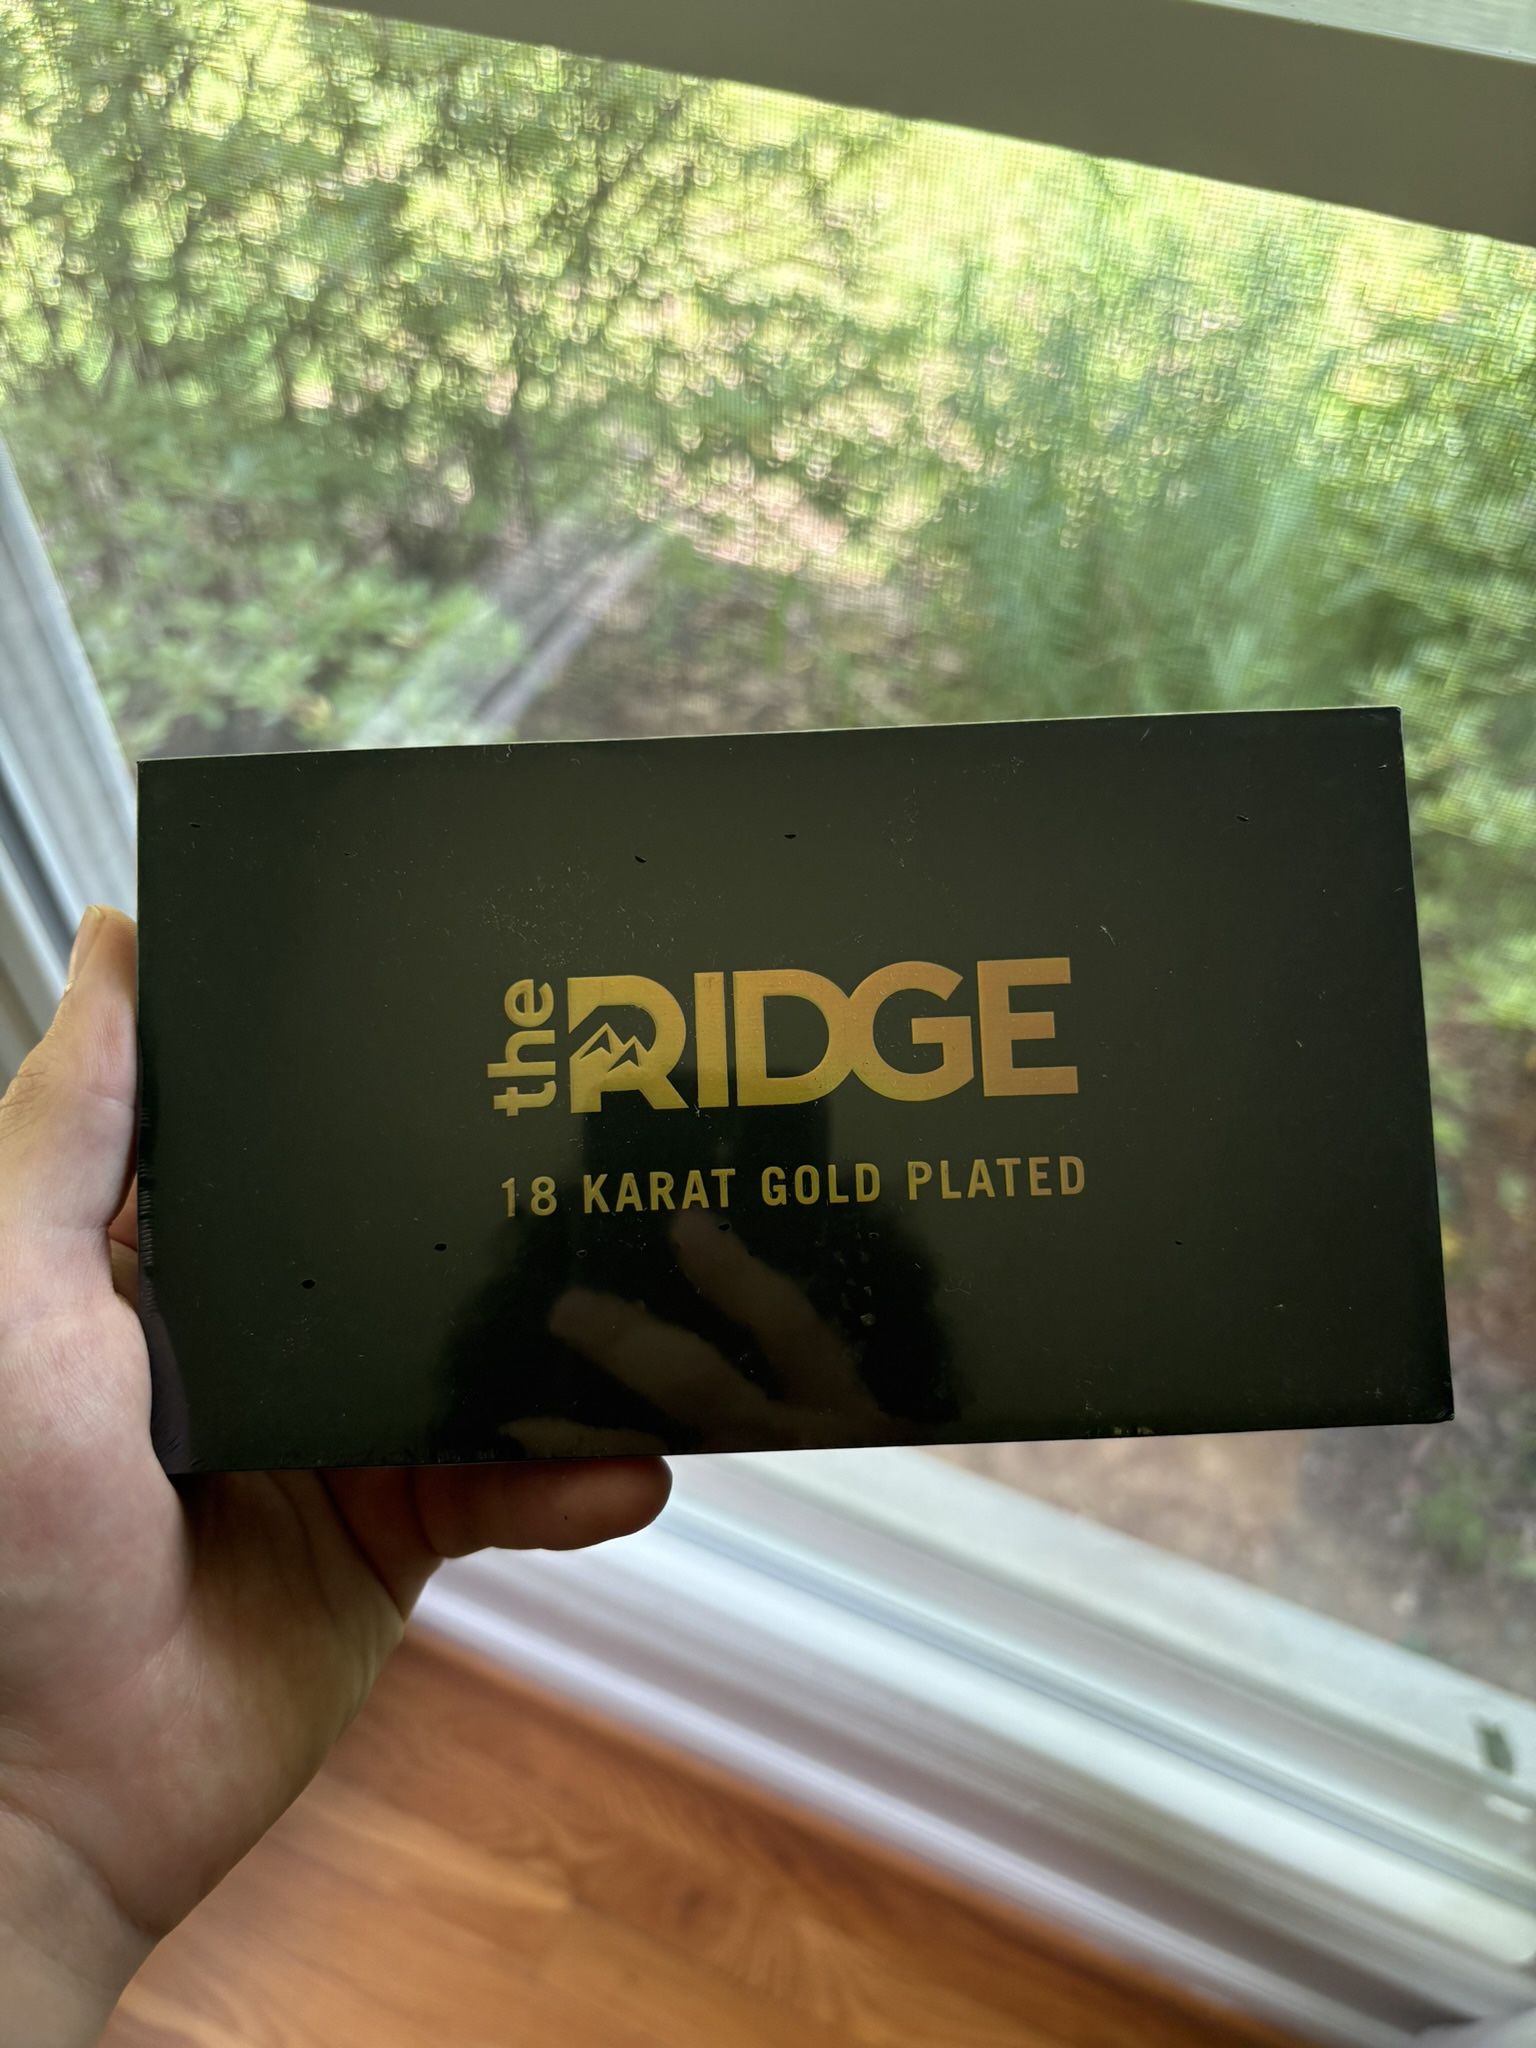 the RIDGE
18 KARAT GOLD PLATED